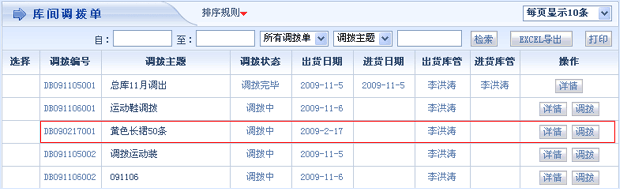 库间调拨单 排序规则 每页显示10条
自： 至： 所有调拨单 调拨主题 检索 EXCEL导出 打印
选择 调拨编号 调拨主题 调拨状态 出货日期 进货日期 出货库管 进货库管 操作
DB091105001 总库11月调出 调拨完毕 2009-11-5 2009-11-5 李洪涛 李洪涛 详情
DB091106001 运动鞋调拨 调拨中 2009-11-6 李洪涛 详情 调拨
DB090217001 黄色长裙50条 调拨中 2009-2-17 李洪涛 详情 调拨
DB091105002 调拨运动装 调拨中 2009-11-5 李洪涛 详情 调拨
DB091106002 091106 调拨中 2009-11-6 李洪涛 详情 调拨